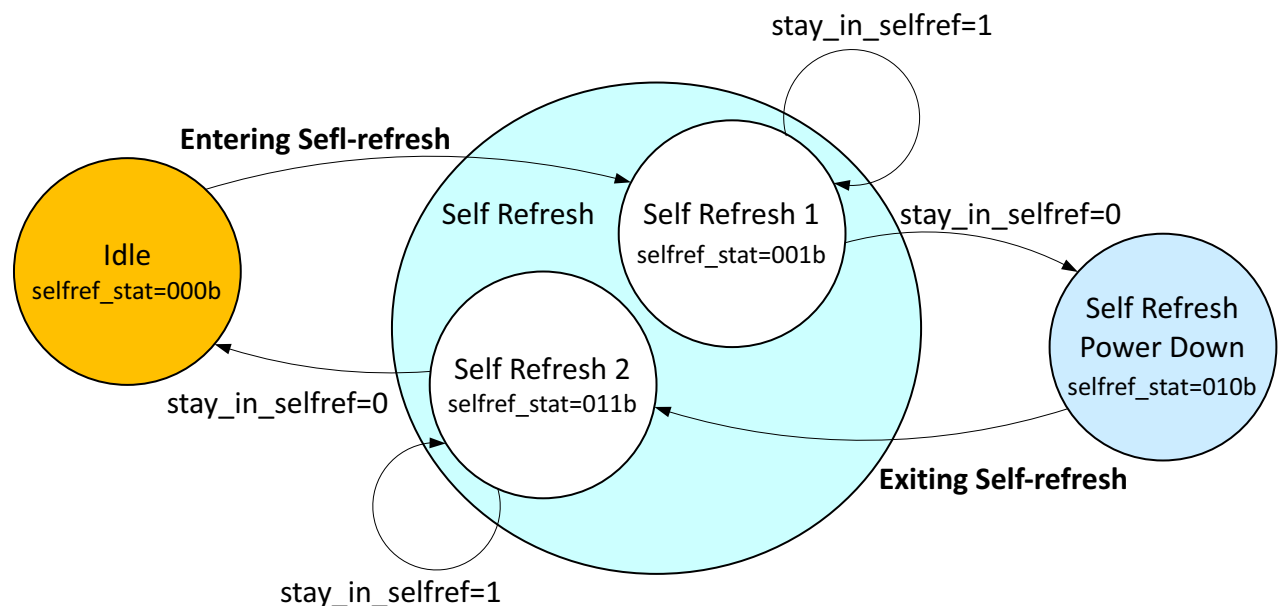 stay_in_selfref=1
Entering Sefl-refresh
Self Refresh
Self Refresh 1
selfref_stat=001b
stay_in_selfref=0
Idle
selfref_stat=000b
Self Refresh
Power Down
selfref_stat=010b
Self Refresh 2
selfref_stat=011b
stay_in_selfref=0
Exiting Self-refresh
stay_in_selfref=1